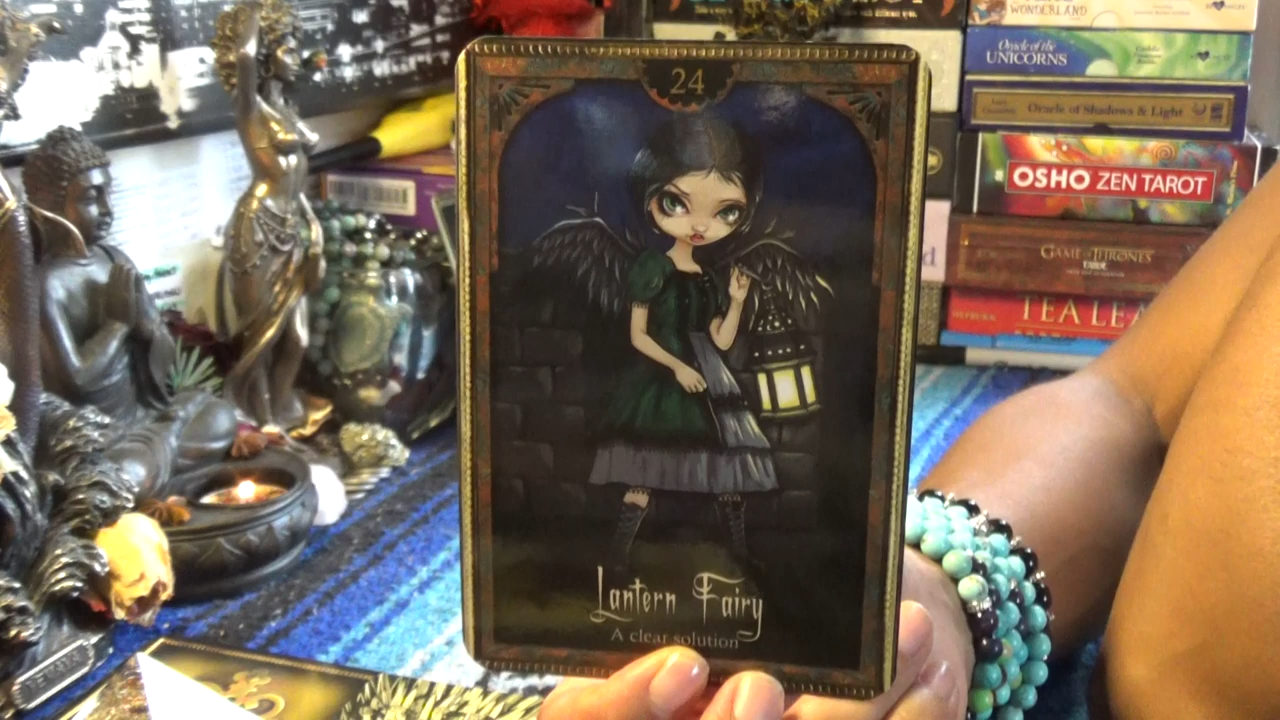 24
Lantern Fairy
A clear solution
WONDERLAND
Oracle of the
UNICORNS
Oracle of Shadows & Light
OSHO ZEN TAROT
GAME OF THRONES
TAROT
TEA LEA